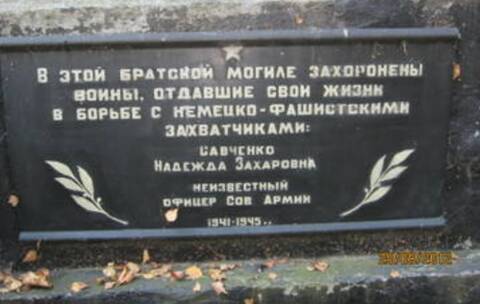 В ЭТОЙ БРАТСКОЙ МОГИЛЕ ЗАХОРОНЕНЫ
ВОИНЫ, ОТДАВШИЕ СВОИ ЖИЗНИ
В БОРЬБЕ С НЕМЕЦКО-ФАШИСТСКИМИ
ЗАХВАТЧИКАМИ:
САВЧЕНКО
НАДЕЖДА ЗАХАРОВНА
НЕИЗВЕСТНЫЙ
ОФИЦЕР СОВ АРМИИ
1941-1945 г.